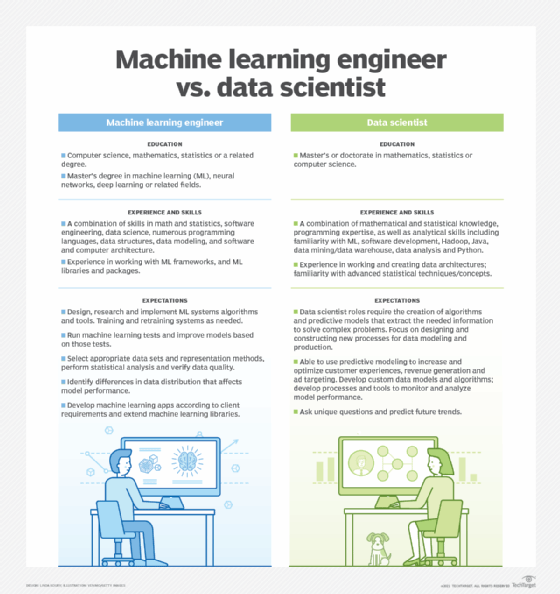 Machine learning engineer
vs. data scientist
Machine learning engineer
EDUCATION
Computer science, mathematics, statistics or a related
degree.
Master's degree in machine learning (ML), neural
networks, deep learning or related fields.
EXPERIENCE AND SKILLS
A combination of skills in math and statistics, software
engineering, data science, numerous programming
languages, data structures, data modeling, and software
and computer architecture.
Experience in working with ML frameworks, and ML
libraries and packages.
EXPECTATIONS
Design, research and implement ML systems algorithms
and tools. Training and retraining systems as needed.
Run machine learning tests and improve models based
on those tests.
Select appropriate data sets and representation methods,
perform statistical analysis and verify data quality.
Identify differences in data distribution that affects
model performance.
Develop machine learning apps according to client
requirements and extend machine learning libraries.
Data scientist
EDUCATION
Master's or doctorate in mathematics, statistics or
computer science.
EXPERIENCE AND SKILLS
A combination of mathematical and statistical knowledge,
programming expertise, as well as analytical skills including
familiarity with ML, software development, Hadoop, Java,
data mining/data warehouse, data analysis and Python.
Experience in working and creating data architectures;
familiarity with advanced statistical techniques/concepts.
EXPECTATIONS
Data scientist roles require the creation of algorithms
and predictive models that extract the needed information
to solve complex problems. Focus on designing and
constructing new processes for data modeling and
production.
Able to use predictive modeling to increase and
optimize customer experiences, revenue generation and
ad targeting. Develop custom data models and algorithms;
develop processes and tools to monitor and analyze
model performance.
Ask unique questions and predict future trends.
TECHTARGET. ALL RIGHTS RESERVED
TechTarget